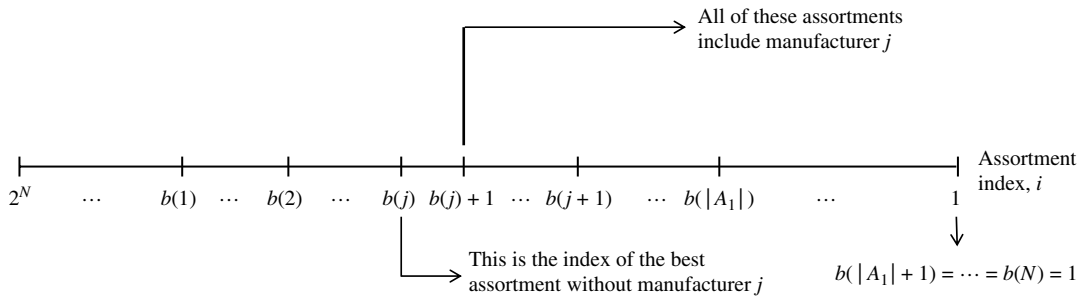 All of these assortments
include manufacturer j
Assortment
index, i
2^N ⋯ b(1) ⋯ b(2) ⋯ b(j) b(j) + 1 ⋯ b(j + 1) ⋯ b(|A_1|) ⋯ 1
This is the index of the best
assortment without manufacturer j
b(|A_1| + 1) = ⋯ = b(N) = 1